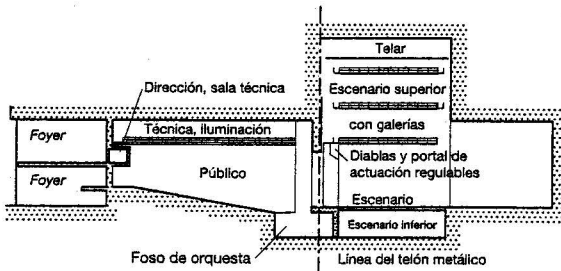 Telar
Dirección, sala técnica
Escenario superior
Foyer
Técnica, iluminación
con galerías
Foyer
Público
Diablas y portal de
actuación regulables
Escenario
Escenario inferior
Foso de orquesta
Línea del telón metálico